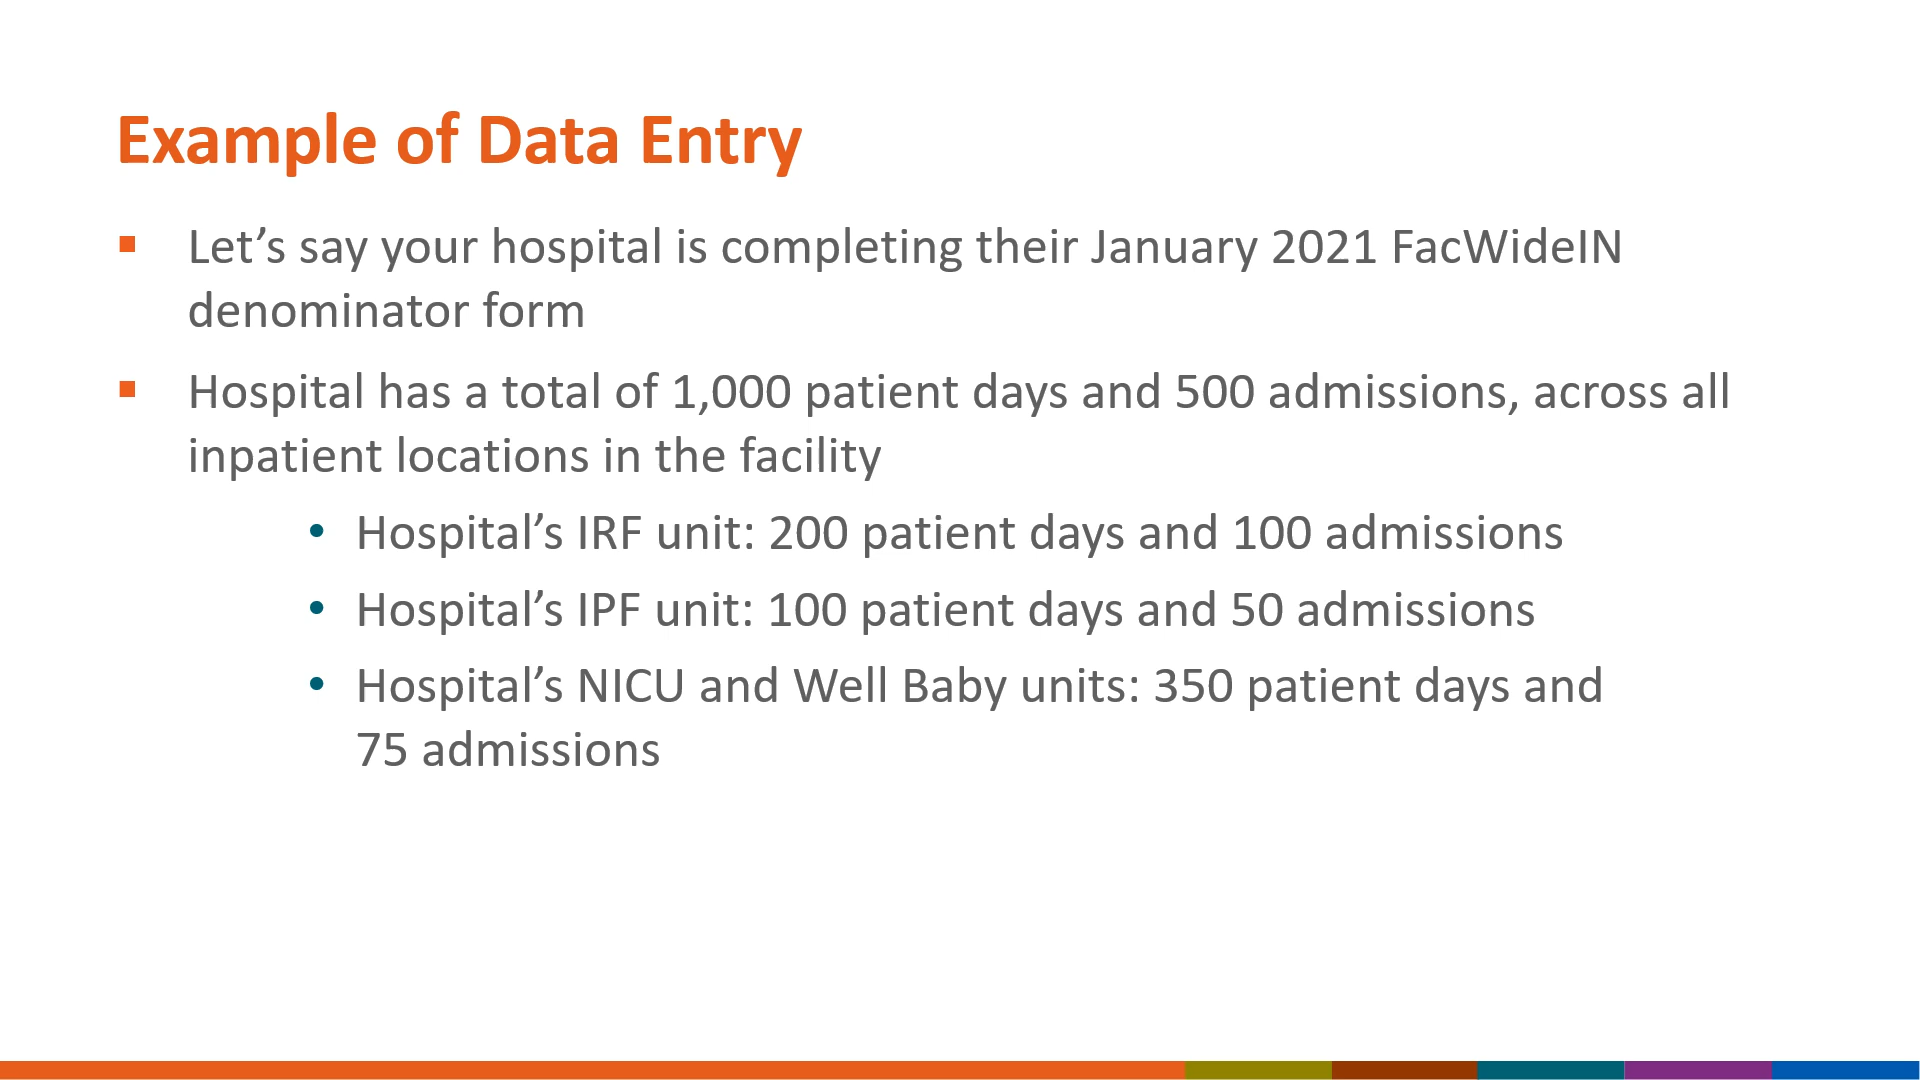 Example of Data Entry
▪ Let’s say your hospital is completing their January 2021 FacWideIN
denominator form
▪ Hospital has a total of 1,000 patient days and 500 admissions, across all
inpatient locations in the facility
• Hospital’s IRF unit: 200 patient days and 100 admissions
• Hospital’s IPF unit: 100 patient days and 50 admissions
• Hospital’s NICU and Well Baby units: 350 patient days and
75 admissions